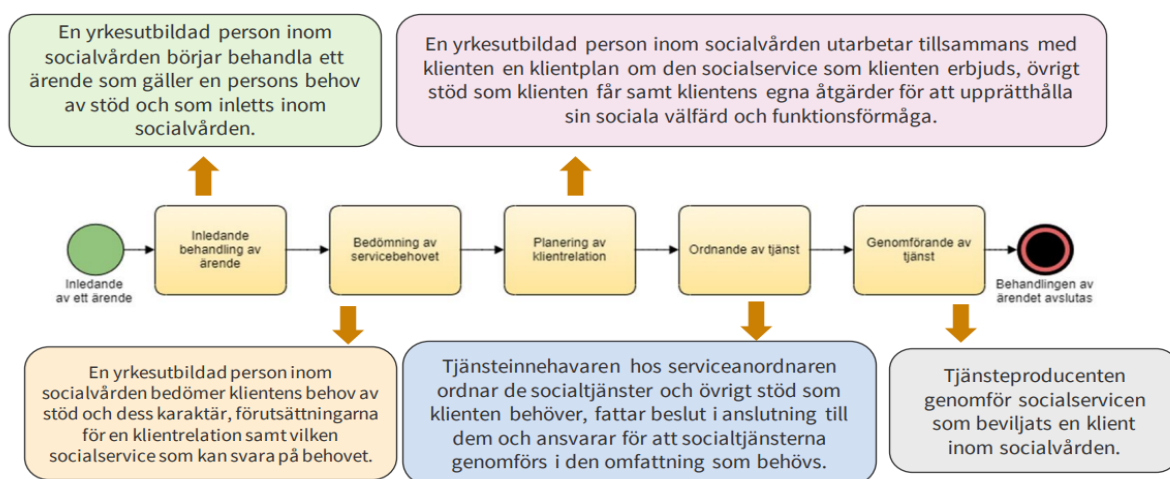 En yrkesutbildad person inom
socialvården börjar behandla ett
ärende som gäller en persons behov
av stöd och som inletts inom
socialvården.
En yrkesutbildad person inom socialvården utarbetar tillsammans med
klienten en klientplan om den socialservice som klienten erbjuds, övrigt
stöd som klienten får samt klientens egna åtgärder för att upprätthålla
sin sociala välfärd och funktionsförmåga.
Inledande
av ett ärende
Inledande
behandling av
ärende
Bedömning av
servicebehovet
Planering av
klientrelation
Ordnande av tjänst
Genomförande av
tjänst
Behandlingen av
ärendet avslutas
En yrkesutbildad person inom
socialvården bedömer klientens behov av
stöd och dess karaktär, förutsättningarna
för en klientrelation samt vilken
socialservice som kan svara på behovet.
Tjänsteinnehavaren hos serviceanordnaren
ordnar de socialtjänster och övrigt stöd som
klienten behöver, fattar beslut i anslutning till
dem och ansvarar för att socialtjänsterna
genomförs i den omfattning som behövs.
Tjänsteproducenten
genomför socialservicen
som beviljats en klient
inom socialvården.